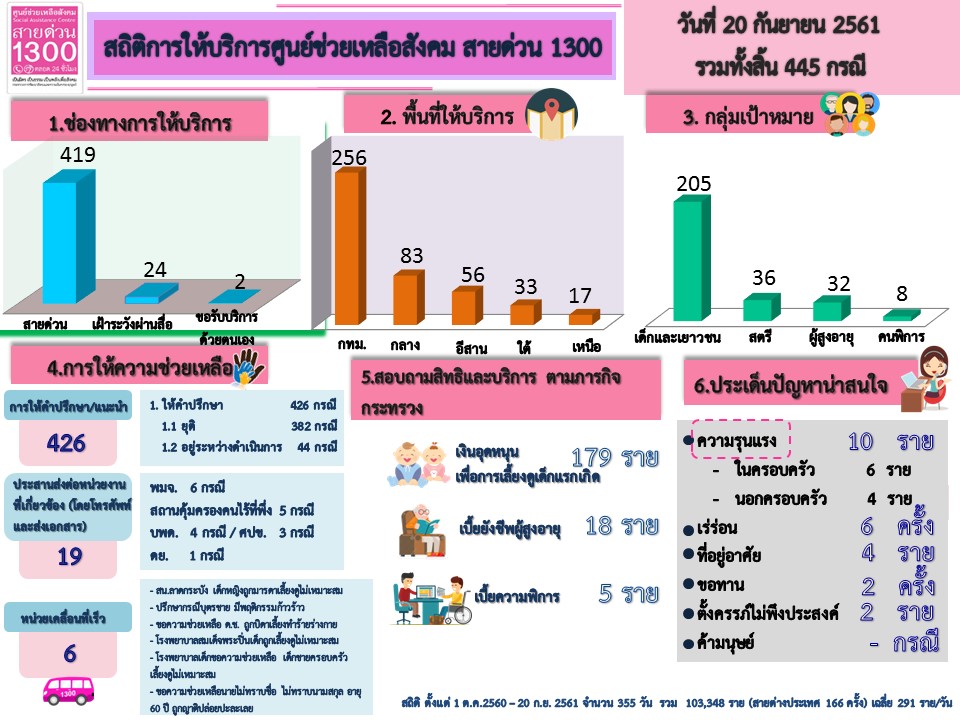 ศูนย์ช่วยเหลือสังคม
Social Assistance Centre
สายด่วน
1300
ตลอด 24 ชั่วโมง
สถิติการให้บริการศูนย์ช่วยเหลือสังคม สายด่วน 1300
วันที่ 20 กันยายน 2561
รวมทั้งสิ้น 445 กรณี
1.ช่องทางการให้บริการ
419
24
2
สายด่วน
เฝ้าระวังผ่านสื่อ
ขอรับบริการ
ด้วยตนเอง
2. พื้นที่ให้บริการ
256
83
56
33
17
กทม.
กลาง
อีสาน
ใต้
เหนือ
3. กลุ่มเป้าหมาย
205
36
32
8
เด็กและเยาวชน
สตรี
ผู้สูงอายุ
คนพิการ
4.การให้ความช่วยเหลือ
การให้คำปรึกษา/แนะนำ
426
1. ให้คำปรึกษา 426 กรณี
1.1 ยุติ 382 กรณี
1.2 อยู่ระหว่างดำเนินการ 44 กรณี
ประสานส่งต่อหน่วยงาน
ที่เกี่ยวข้อง (โดยโทรศัพท์
และส่งเอกสาร)
19
พมจ. 6 กรณี
สถานคุ้มครองคนไร้ที่พึ่ง 5 กรณี
บพด. 4 กรณี / ศปข. 3 กรณี
ดย. 1 กรณี
หน่วยเคลื่อนที่เร็ว
6
1300
- สน.ลาดกระบัง เด็กหญิงถูกมารดาเลี้ยงดูไม่เหมาะสม
- ปรึกษากรณีบุตรชาย มีพฤติกรรมก้าวร้าว
- ขอความช่วยเหลือ ด.ช. ถูกบิดาเลี้ยงทำร้ายร่างกาย
- โรงพยาบาลสมเด็จพระปิ่นเด็กถูกเลี้ยงดูไม่เหมาะสม
- โรงพยาบาลเด็กขอความช่วยเหลือ เด็กชายครอบครัว
เลี้ยงดูไม่เหมาะสม
- ขอความช่วยเหลือนายไม่ทราบชื่อ ไม่ทราบนามสกุล อายุ
60 ปี ถูกญาติปล่อยปะละเลย
5.สอบถามสิทธิและบริการ ตามภารกิจ
กระทรวง
เงินอุดหนุน
เพื่อการเลี้ยงดูเด็กแรกเกิด
179 ราย
เบี้ยยังชีพผู้สูงอายุ 18 ราย
เบี้ยความพิการ 5 ราย
6.ประเด็นปัญหาน่าสนใจ
ความรุนแรง 10 ราย
- ในครอบครัว 6 ราย
- นอกครอบครัว 4 ราย
เร่ร่อน 6 ครั้ง
ที่อยู่อาศัย 4 ราย
ขอทาน 2 ครั้ง
ตั้งครรภ์ไม่พึงประสงค์ 2 ราย
ค้ามนุษย์ - กรณี
สถิติ ตั้งแต่ 1 ต.ค.2560 – 20 ก.ย. 2561 จำนวน 355 วัน รวม 103,348 ราย (สายต่างประเทศ 166 ครั้ง) เฉลี่ย 291 ราย/วัน